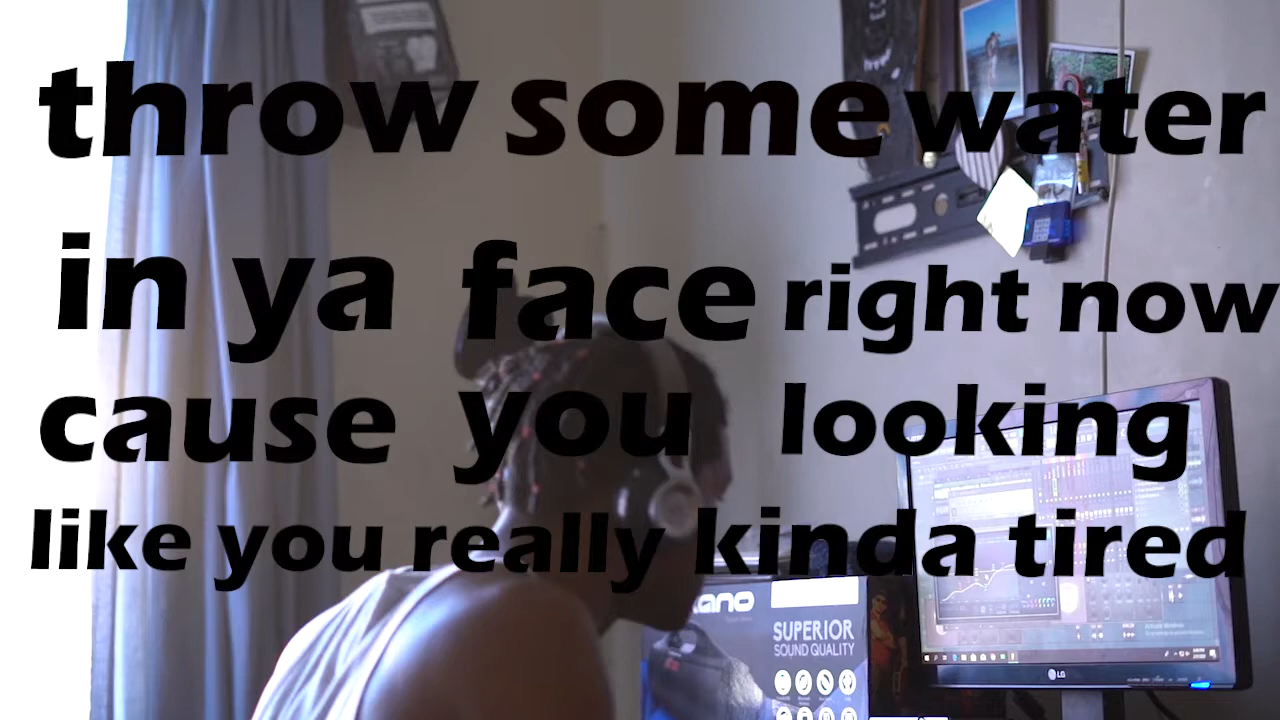 throw some water
in ya face right now
cause you looking
like you really kinda tired
SUPERIOR
SOUND QUALITY
LG